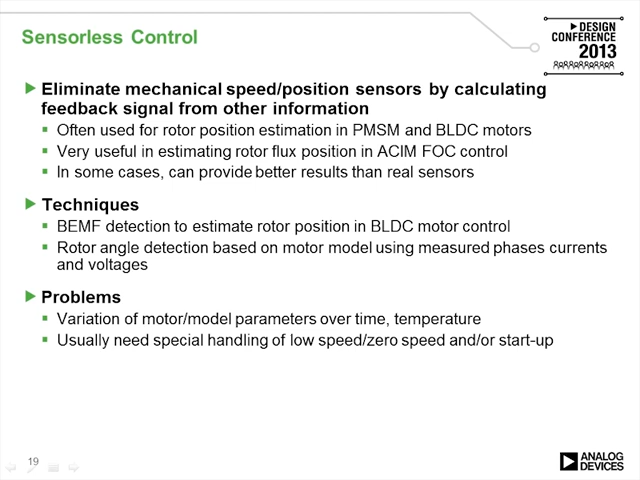 Sensorless Control
DESIGN
CONFERENCE
2013
Eliminate mechanical speed/position sensors by calculating
feedback signal from other information
Often used for rotor position estimation in PMSM and BLDC motors
Very useful in estimating rotor flux position in ACIM FOC control
In some cases, can provide better results than real sensors
Techniques
BEMF detection to estimate rotor position in BLDC motor control
Rotor angle detection based on motor model using measured phases currents
and voltages
Problems
Variation of motor/model parameters over time, temperature
Usually need special handling of low speed/zero speed and/or start-up
19
ANALOG
DEVICES